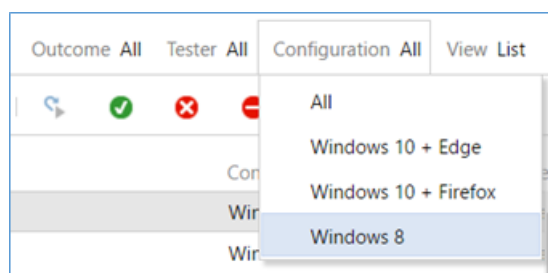 Outcome All Tester All Configuration All View List
All
Windows 10 + Edge
Windows 10 + Firefox
Windows 8